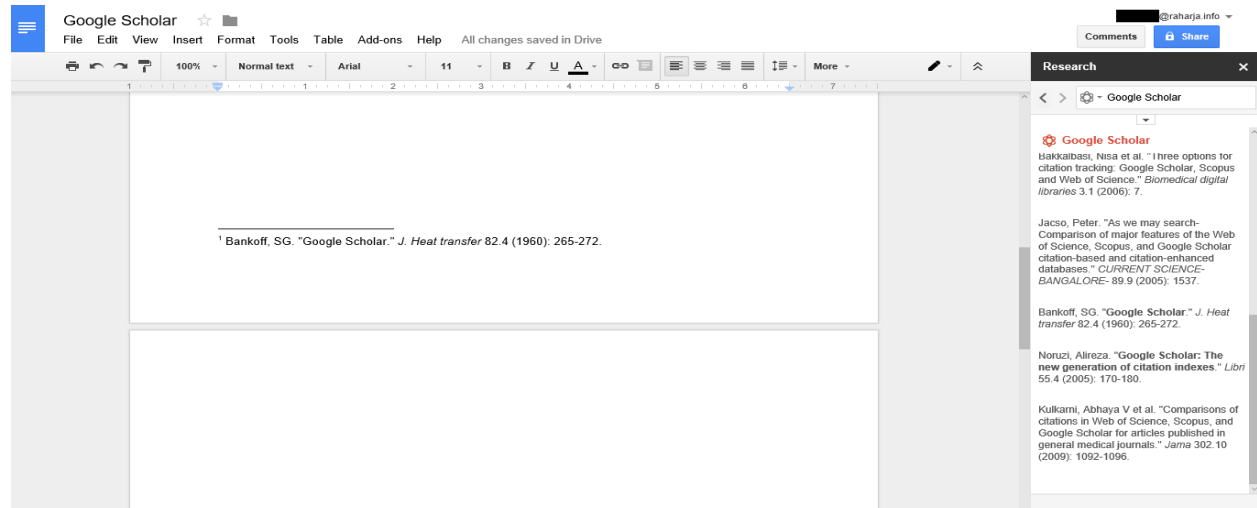 Google Scholar
@raharja.info
File Edit View Insert Format Tools Table Add-ons Help All changes saved in Drive
Comments
Share
100% Normal text Arial 11 B I U A More
Research
1 1 2 3 4 5 6 7
Google Scholar
Google Scholar
Bakkalbasi, Nisa et al. "Three options for
citation tracking: Google Scholar, Scopus
and Web of Science." Biomedical digital
libraries 3.1 (2006): 7.
Jacso, Peter. "As we may search-
Comparison of major features of the Web
of Science, Scopus, and Google Scholar
citation-based and citation-enhanced
databases." CURRENT SCIENCE-
BANGALORE- 89.9 (2005): 1537.
Bankoff, SG. "Google Scholar." J. Heat
transfer 82.4 (1960): 265-272.
Noruzi, Alireza. "Google Scholar: The
new generation of citation indexes." Libri
55.4 (2005): 170-180.
Kulkarni, Abhaya V et al. "Comparisons of
citations in Web of Science, Scopus, and
Google Scholar for articles published in
general medical journals." Jama 302.10
(2009): 1092-1096.
1 Bankoff, SG. "Google Scholar." J. Heat transfer 82.4 (1960): 265-272.